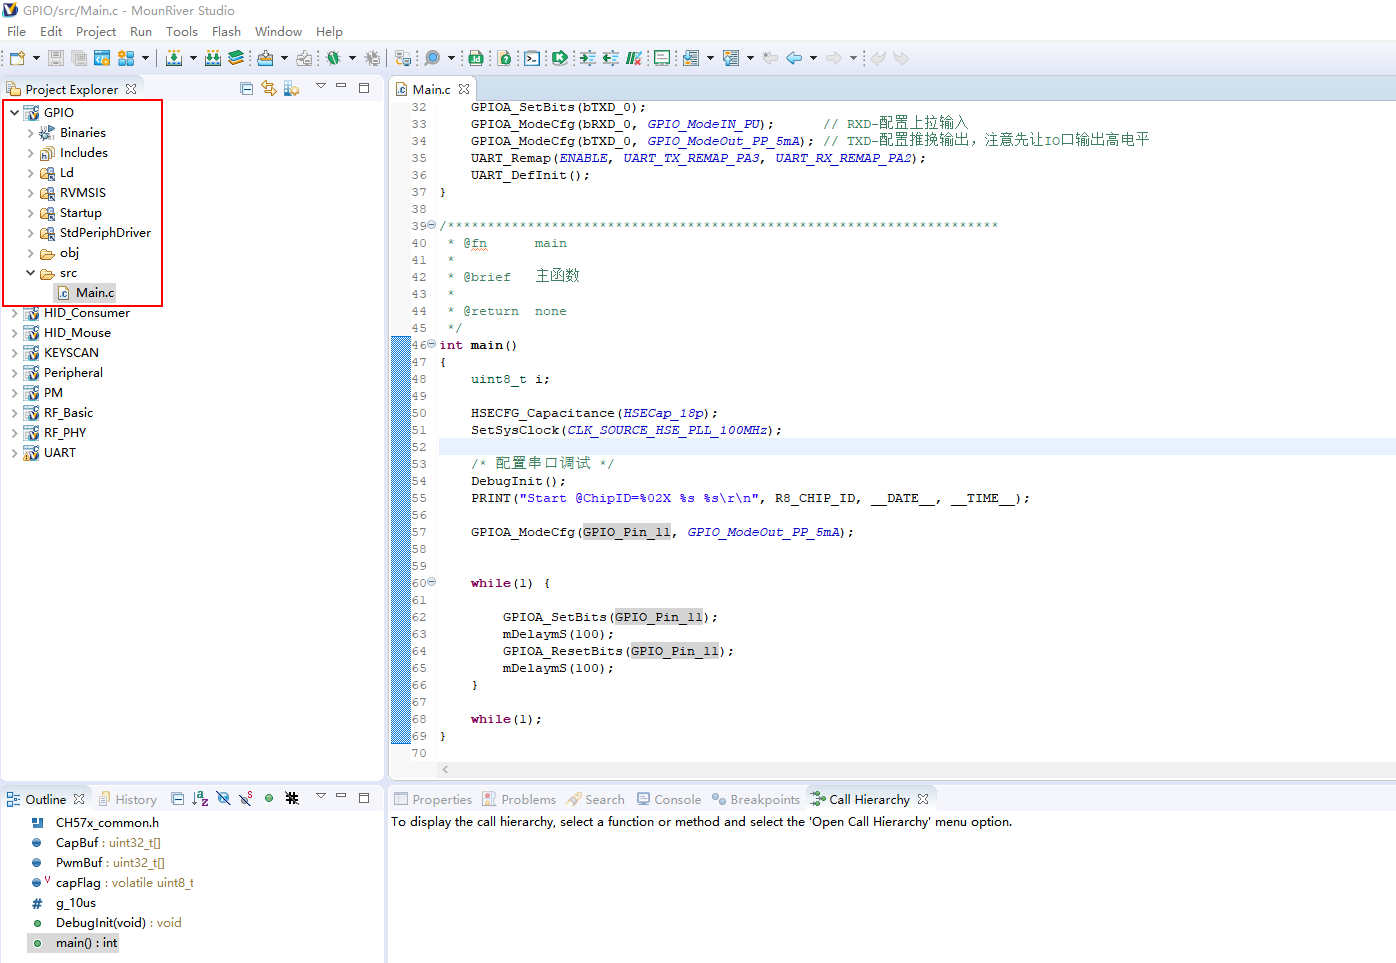 GPIO/src/Main.c - MounRiver Studio
File Edit Project Run Tools Flash Window Help
Project Explorer
GPIO
Binaries
Includes
Ld
RVMSIS
Startup
StdPeriphDriver
obj
src
Main.c
HID_Consumer
HID_Mouse
KEYSCAN
Peripheral
PM
RF_Basic
RF_PHY
UART
Main.c
32 GPIOA_SetBits(bTXD_0);
33 GPIOA_ModeCfg(bRXD_0, GPIO_ModeIN_PU); // RXD-配置上拉输入
34 GPIOA_ModeCfg(bTXD_0, GPIO_ModeOut_PP_5mA); // TXD-配置推挽输出，注意先让IO口输出高电平
35 UART_Remap(ENABLE, UART_TX_REMAP_PA3, UART_RX_REMAP_PA2);
36 UART_DefInit();
37 }
38
39 /*********************************************************************
40 * @fn main
41 *
42 * @brief 主函数
43 *
44 * @return none
45 */
46 int main()
47 {
48 uint8_t i;
49
50 HSECFG_Capacitance(HSECap_18p);
51 SetSysClock(CLK_SOURCE_HSE_PLL_100MHz);
52
53 /* 配置串口调试 */
54 DebugInit();
55 PRINT("Start @ChipID=%02X %s %s\r\n", R8_CHIP_ID, __DATE__, __TIME__);
56
57 GPIOA_ModeCfg(GPIO_Pin_11, GPIO_ModeOut_PP_5mA);
58
59
60 while(1) {
61
62 GPIOA_SetBits(GPIO_Pin_11);
63 mDelaymS(100);
64 GPIOA_ResetBits(GPIO_Pin_11);
65 mDelaymS(100);
66 }
67
68 while(1);
69 }
70
Outline History
CH57x_common.h
CapBuf : uint32_t[]
PwmBuf : uint32_t[]
capFlag : volatile uint8_t
g_10us
DebugInit(void) : void
main() : int
Properties Problems Search Console Breakpoints Call Hierarchy
To display the call hierarchy, select a function or method and select the 'Open Call Hierarchy' menu option.